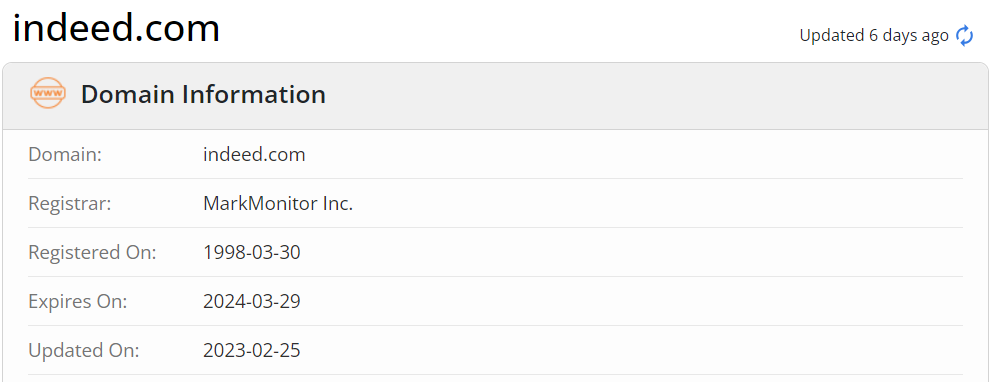 indeed.com
Updated 6 days ago
www
Domain Information
Domain: indeed.com
Registrar: MarkMonitor Inc.
Registered On: 1998-03-30
Expires On: 2024-03-29
Updated On: 2023-02-25